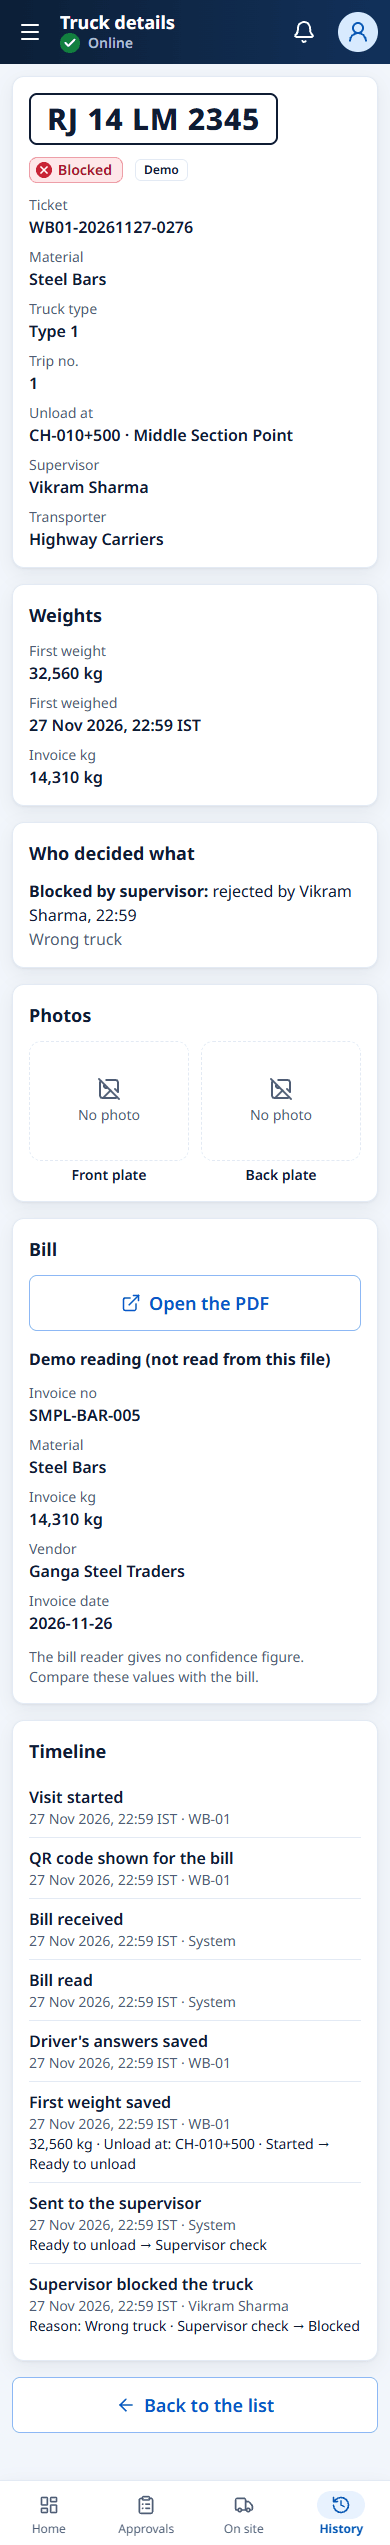 Truck details
Online
RJ 14 LM 2345
Blocked
Demo
Ticket
WB01-20261127-0276
Material
Steel Bars
Truck type
Type 1
Trip no.
1
Unload at
CH-010+500 · Middle Section Point
Supervisor
Vikram Sharma
Transporter
Highway Carriers
Weights
First weight
32,560 kg
First weighed
27 Nov 2026, 22:59 IST
Invoice kg
14,310 kg
Who decided what
Blocked by supervisor: rejected by Vikram
Sharma, 22:59
Wrong truck
Photos
No photo
No photo
Front plate
Back plate
Bill
Open the PDF
Demo reading (not read from this file)
Invoice no
SMPL-BAR-005
Material
Steel Bars
Invoice kg
14,310 kg
Vendor
Ganga Steel Traders
Invoice date
2026-11-26
The bill reader gives no confidence figure.
Compare these values with the bill.
Timeline
Visit started
27 Nov 2026, 22:59 IST · WB-01
QR code shown for the bill
27 Nov 2026, 22:59 IST · WB-01
Bill received
27 Nov 2026, 22:59 IST · System
Bill read
27 Nov 2026, 22:59 IST · System
Driver's answers saved
27 Nov 2026, 22:59 IST · WB-01
First weight saved
27 Nov 2026, 22:59 IST · WB-01
32,560 kg · Unload at: CH-010+500 · Started →
Ready to unload
Sent to the supervisor
27 Nov 2026, 22:59 IST · System
Ready to unload → Supervisor check
Supervisor blocked the truck
27 Nov 2026, 22:59 IST · Vikram Sharma
Reason: Wrong truck · Supervisor check → Blocked
← Back to the list
Home
Approvals
On site
History